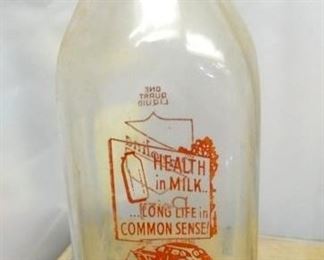 ONE
QUART
LIQUID
HEALTH
in MILK..
...LONG LIFE in
COMMON SENSE!